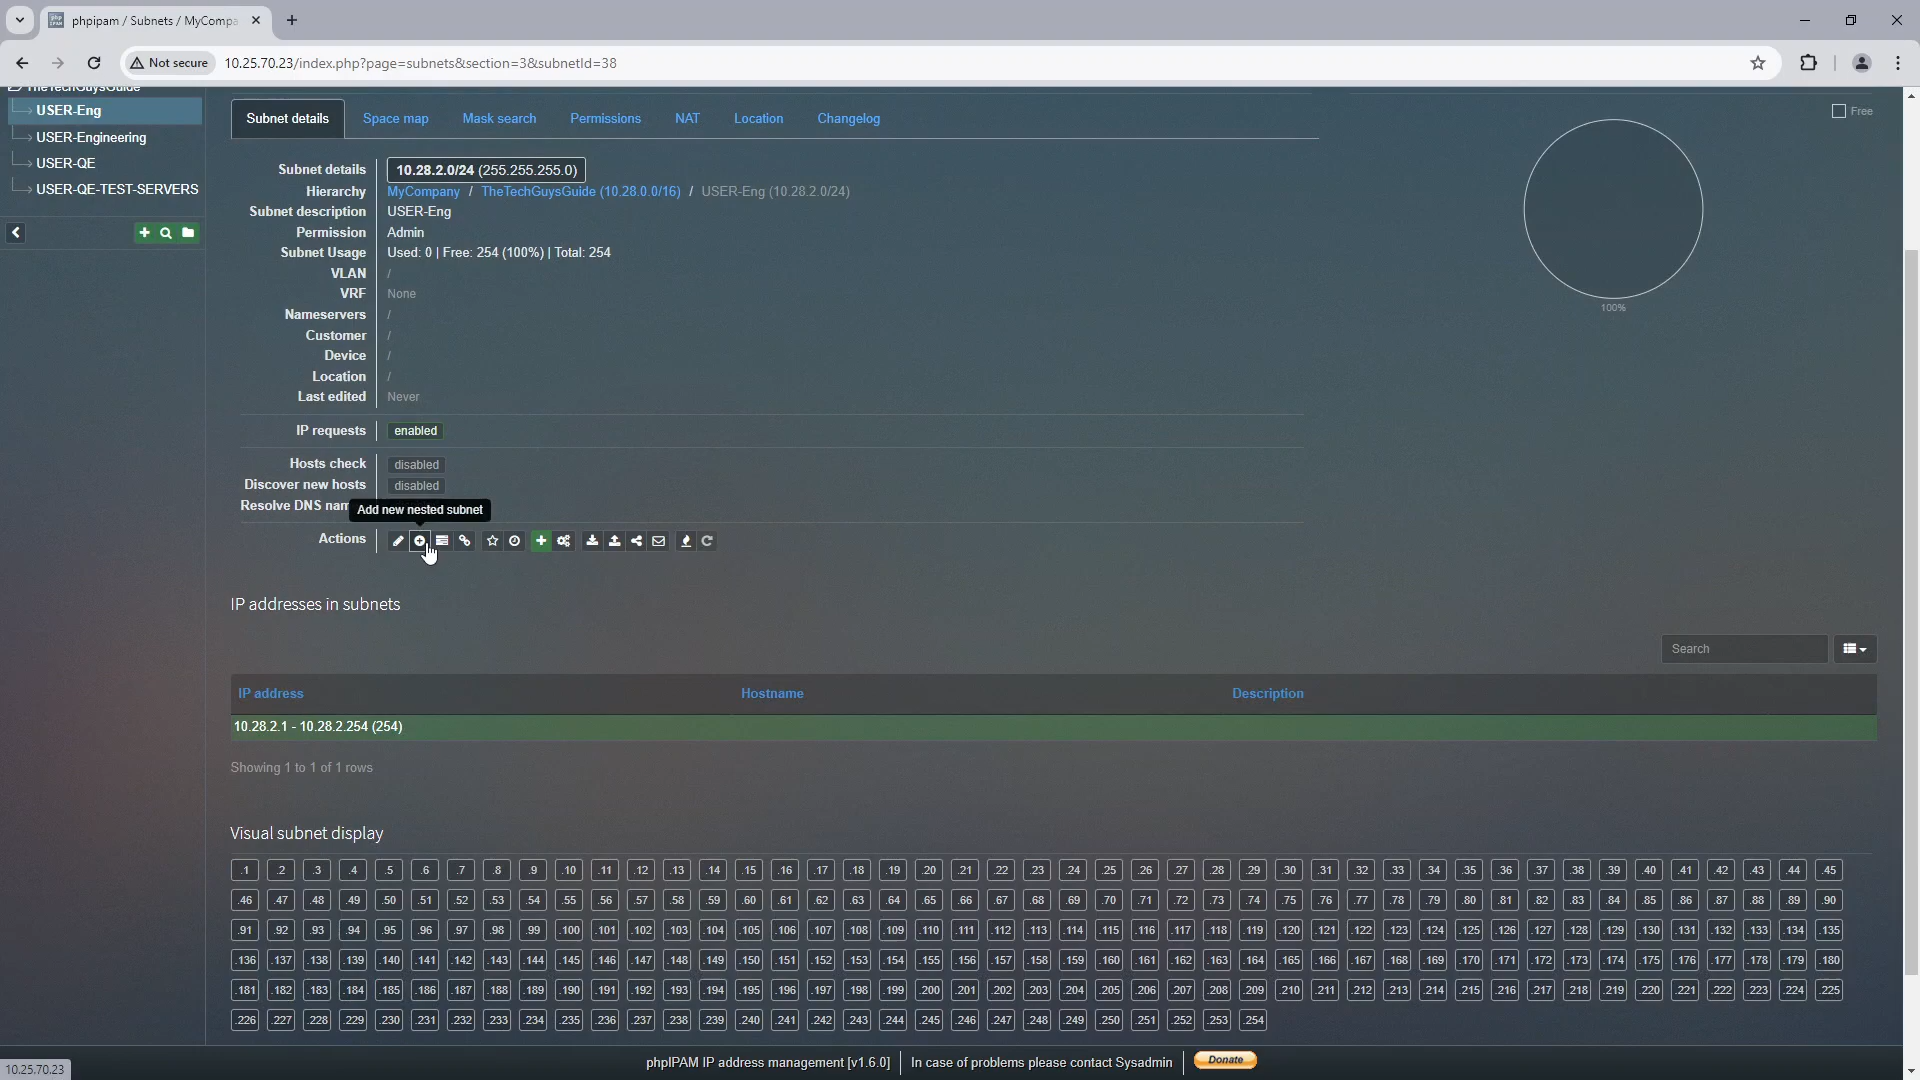 phpipam / Subnets / MyCompa
Not secure
10.25.70.23/index.php?page=subnets&section=3&subnetId=38
TheTechGuysGuide
USER-Eng
USER-Engineering
USER-QE
USER-QE-TEST-SERVERS
Subnet details Space map Mask search Permissions NAT Location Changelog
Free
100%
Subnet details 10.28.2.0/24 (255.255.255.0)
Hierarchy MyCompany / TheTechGuysGuide (10.28.0.0/16) / USER-Eng (10.28.2.0/24)
Subnet description USER-Eng
Permission Admin
Subnet Usage Used: 0 | Free: 254 (100%) | Total: 254
VLAN /
VRF None
Nameservers /
Customer /
Device /
Location /
Last edited Never
IP requests enabled
Hosts check disabled
Discover new hosts disabled
Resolve DNS nam
Add new nested subnet
Actions
IP addresses in subnets
Search
IP address Hostname Description
10.28.2.1 - 10.28.2.254 (254)
Showing 1 to 1 of 1 rows
Visual subnet display
.1 .2 .3 .4 .5 .6 .7 .8 .9 .10 .11 .12 .13 .14 .15 .16 .17 .18 .19 .20 .21 .22 .23 .24 .25 .26 .27 .28 .29 .30 .31 .32 .33 .34 .35 .36 .37 .38 .39 .40 .41 .42 .43 .44 .45
.46 .47 .48 .49 .50 .51 .52 .53 .54 .55 .56 .57 .58 .59 .60 .61 .62 .63 .64 .65 .66 .67 .68 .69 .70 .71 .72 .73 .74 .75 .76 .77 .78 .79 .80 .81 .82 .83 .84 .85 .86 .87 .88 .89 .90
.91 .92 .93 .94 .95 .96 .97 .98 .99 .100 .101 .102 .103 .104 .105 .106 .107 .108 .109 .110 .111 .112 .113 .114 .115 .116 .117 .118 .119 .120 .121 .122 .123 .124 .125 .126 .127 .128 .129 .130 .131 .132 .133 .134 .135
.136 .137 .138 .139 .140 .141 .142 .143 .144 .145 .146 .147 .148 .149 .150 .151 .152 .153 .154 .155 .156 .157 .158 .159 .160 .161 .162 .163 .164 .165 .166 .167 .168 .169 .170 .171 .172 .173 .174 .175 .176 .177 .178 .179 .180
.181 .182 .183 .184 .185 .186 .187 .188 .189 .190 .191 .192 .193 .194 .195 .196 .197 .198 .199 .200 .201 .202 .203 .204 .205 .206 .207 .208 .209 .210 .211 .212 .213 .214 .215 .216 .217 .218 .219 .220 .221 .222 .223 .224 .225
.226 .227 .228 .229 .230 .231 .232 .233 .234 .235 .236 .237 .238 .239 .240 .241 .242 .243 .244 .245 .246 .247 .248 .249 .250 .251 .252 .253 .254
phpIPAM IP address management [v1.6.0] In case of problems please contact Sysadmin Donate
10.25.70.23